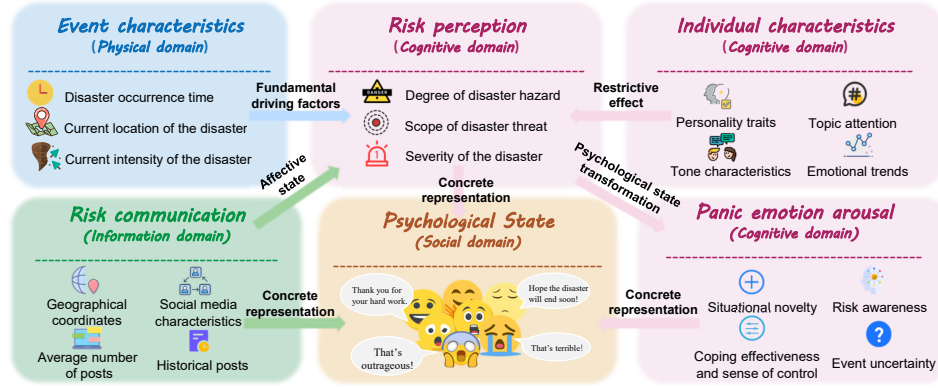 Event characteristics
(Physical domain)
Disaster occurrence time
Current location of the disaster
Current intensity of the disaster
Fundamental
driving factors
Risk perception
(Cognitive domain)
DANGER
Degree of disaster hazard
Scope of disaster threat
Severity of the disaster
Restrictive
effect
Individual characteristics
(Cognitive domain)
Personality traits
#
Topic attention
Tone characteristics
Emotional trends
Affective
state
Concrete
representation
Psychological state
transformation
Risk communication
(Information domain)
Geographical
coordinates
Social media
characteristics
Average number
of posts
Historical posts
Concrete
representation
Psychological State
(Social domain)
Thank you for
your hard work.
Hope the disaster
will end soon!
That's
outrageous!
That's terrible!
Concrete
representation
Panic emotion arousal
(Cognitive domain)
Situational novelty
Risk awareness
Coping effectiveness
and sense of control
?
Event uncertainty